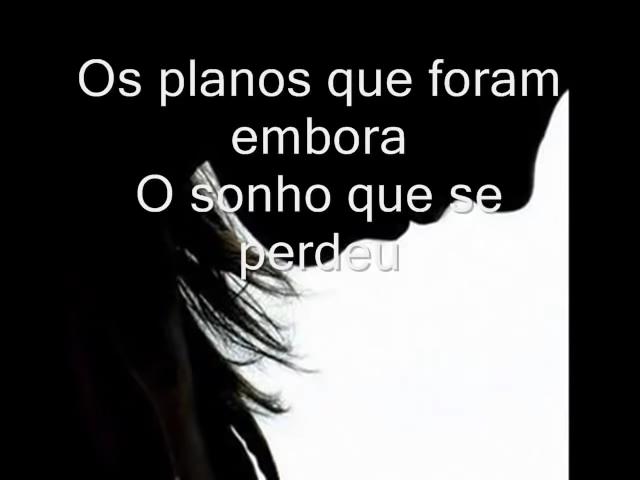 Os planos que foram
embora
O sonho que se
perdeu